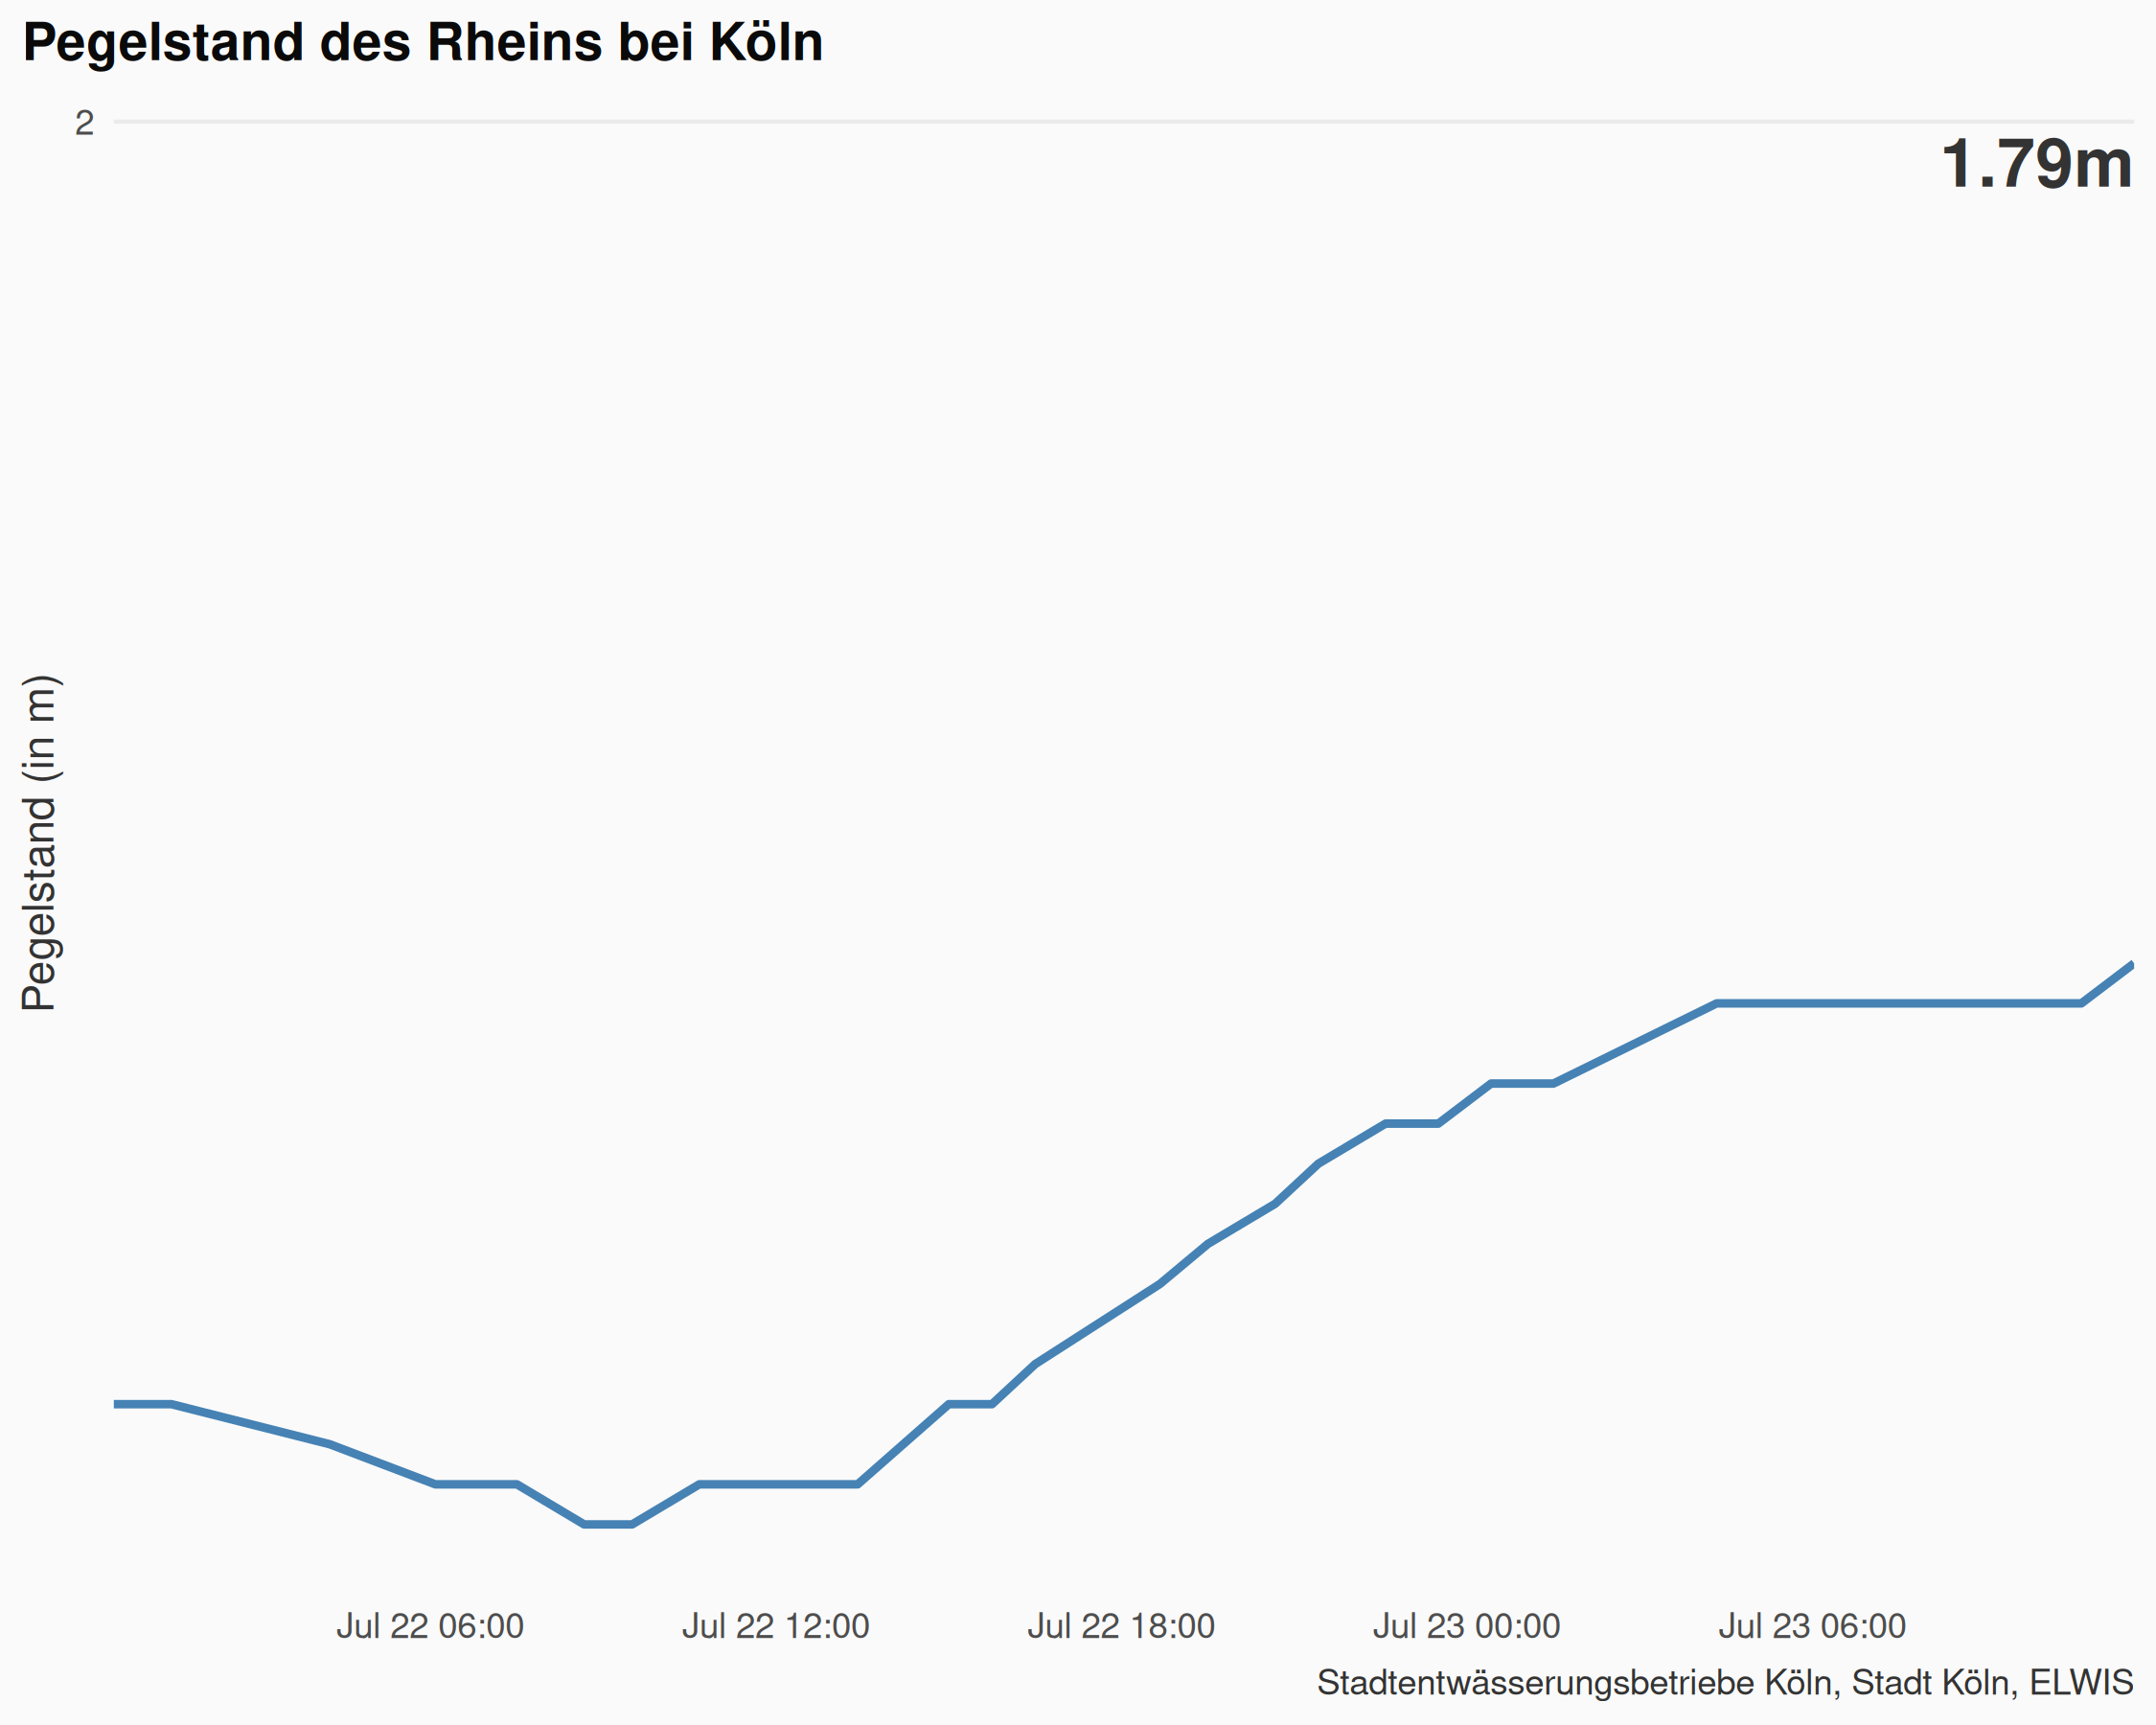 Pegelstand des Rheins bei Köln
2
1.79m
Pegelstand (in m)
Jul 22 06:00
Jul 22 12:00
Jul 22 18:00
Jul 23 00:00
Jul 23 06:00
Stadtentwässerungsbetriebe Köln, Stadt Köln, ELWIS